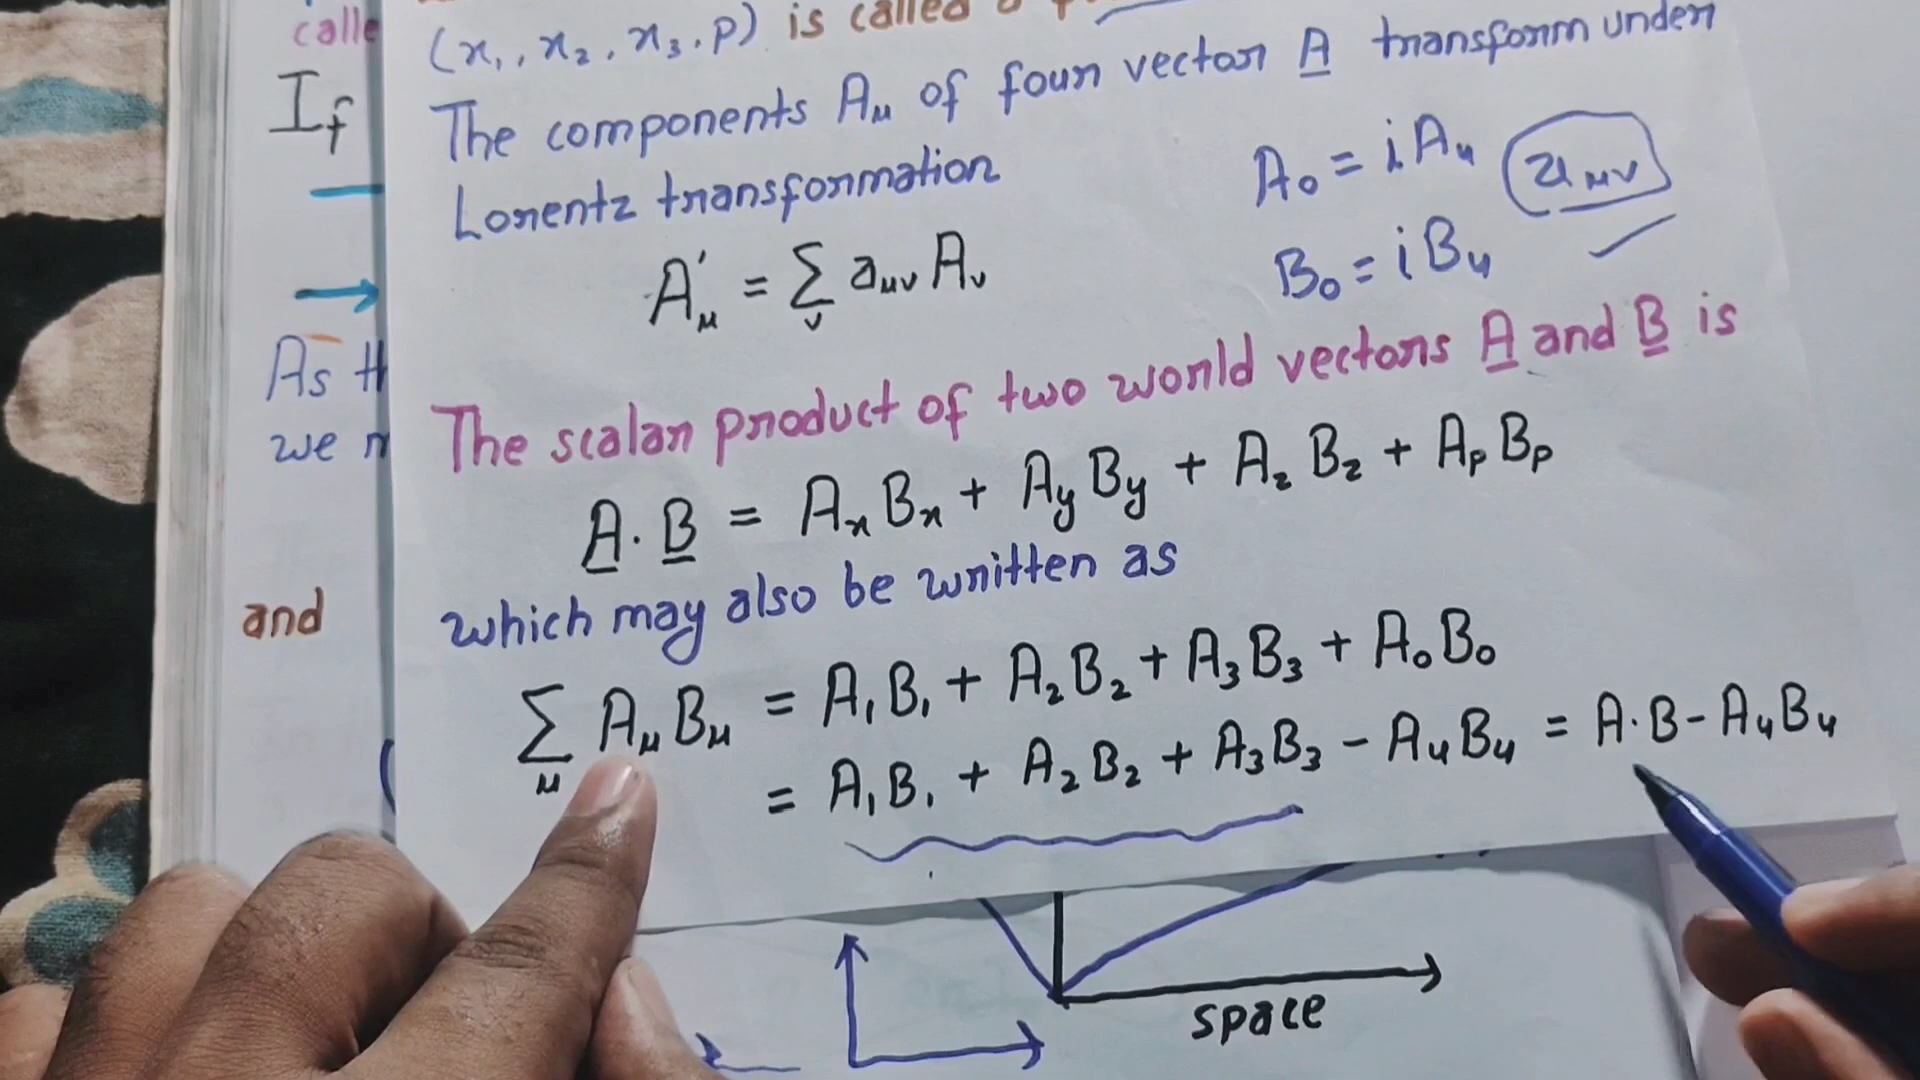 calle
If
As th
we
and
(x₁, x₂, x₃, p) is called a
The components Aμ of four vector A transform under
Lorentz transformation
A₀ = iA₄ aμν
A'μ = Σν aμν Aν
B₀ = iB₄
The scalar product of two world vectors A and B is
A · B = AₓBₓ + AyBy + A_zB_z + AₚBₚ
which may also be written as
Σμ AμBμ = A₁B₁ + A₂B₂ + A₃B₃ + A₀B₀
= A₁B₁ + A₂B₂ + A₃B₃ - A₄B₄ = A·B - A₄B₄
space